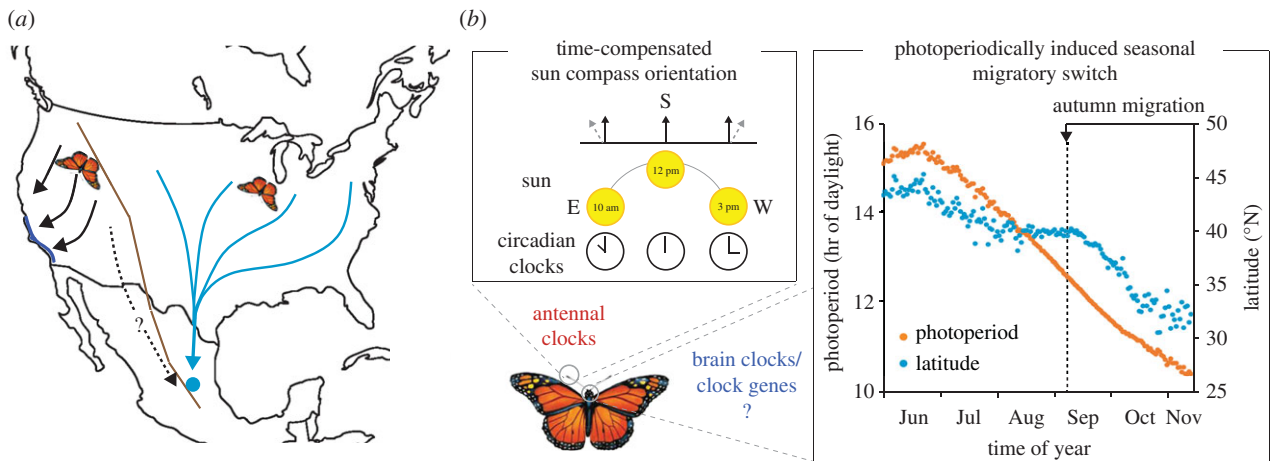 (a)
?
(b)
time-compensated
sun compass orientation
S
sun
12 pm
E
10 am
3 pm
W
circadian
clocks
antennal
clocks
brain clocks/
clock genes
?
photoperiodically induced seasonal
migratory switch
autumn migration
photoperiod (hr of daylight)
16
14
12
10
photoperiod
latitude
50
45
40
35
30
25
latitude (°N)
Jun Jul Aug Sep Oct Nov
time of year